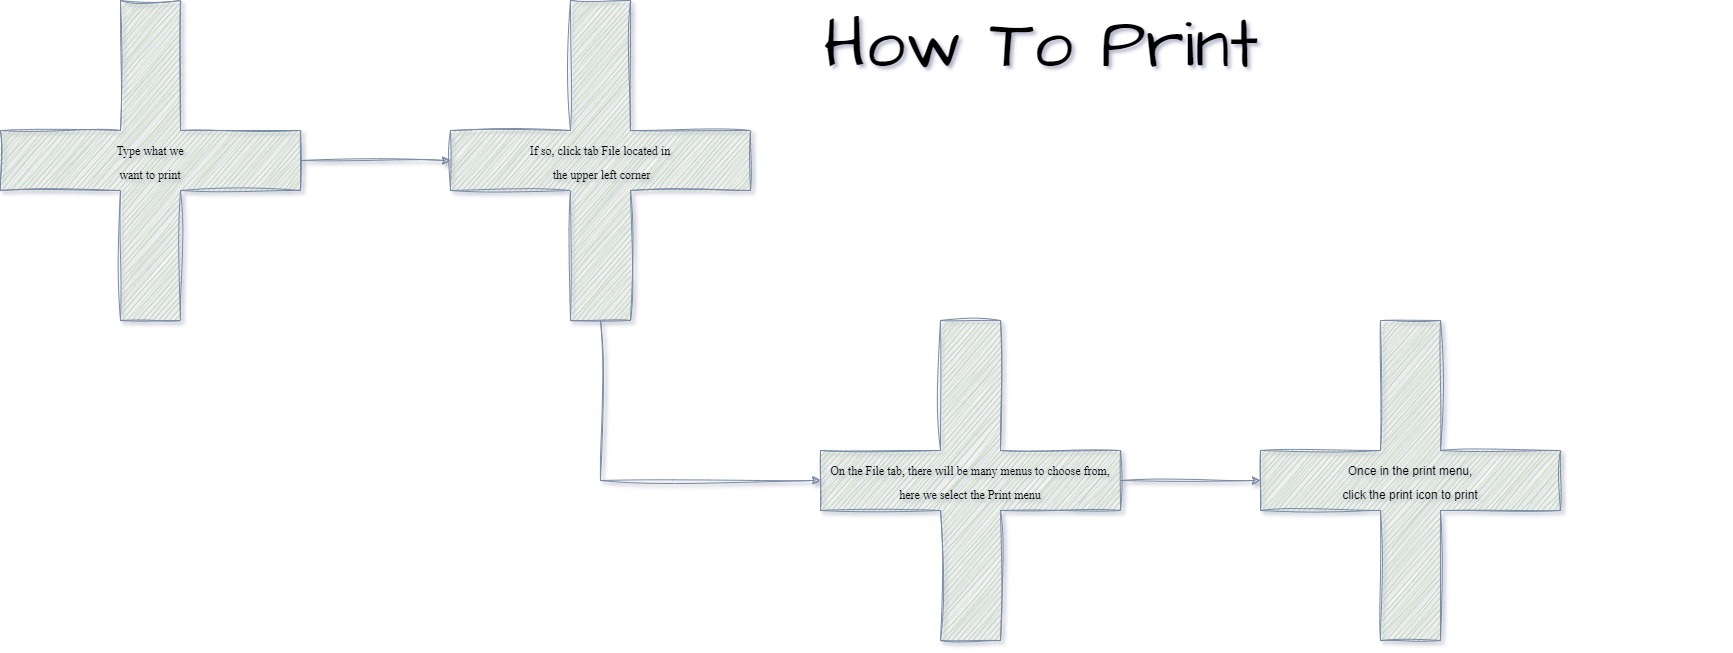 How To Print
Type what we
want to print
If so, click tab File located in
the upper left corner
On the File tab, there will be many menus to choose from,
here we select the Print menu
Once in the print menu,
click the print icon to print